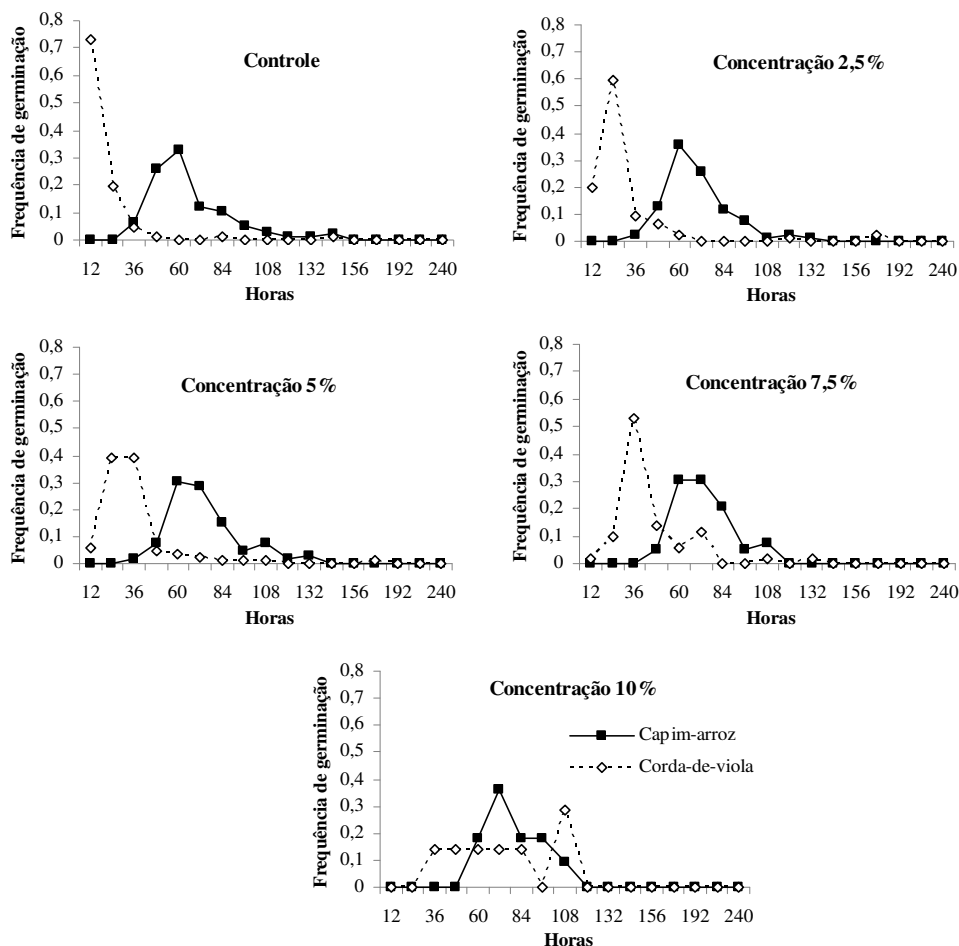 Controle
Frequência de germinação
0,8
0,7
0,6
0,5
0,4
0,3
0,2
0,1
0
12 36 60 84 108 132 156 192 240
Horas
Concentração 2,5%
Frequência de germinação
0,8
0,7
0,6
0,5
0,4
0,3
0,2
0,1
0
12 36 60 84 108 132 156 192 240
Horas
Concentração 5%
Frequência de germinação
0,8
0,7
0,6
0,5
0,4
0,3
0,2
0,1
0
12 36 60 84 108 132 156 192 240
Horas
Concentração 7,5%
Frequência de germinação
0,8
0,7
0,6
0,5
0,4
0,3
0,2
0,1
0
12 36 60 84 108 132 156 192 240
Horas
Concentração 10%
Frequência de germinação
0,8
0,7
0,6
0,5
0,4
0,3
0,2
0,1
0
Capim-arroz
Corda-de-viola
12 36 60 84 108 132 156 192 240
Horas